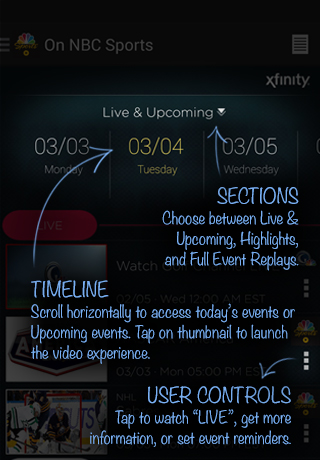 On NBC Sports
xfinity
Live & Upcoming
03/03 03/04 03/05
Monday Tuesday Wednesday
SECTIONS
Choose between Live &
Upcoming, Highlights,
and Full Event Replays.
LIVE
Watch
TIMELINE
02/05 - Wed 12:00 AM EST
Scroll horizontally to access today's events or
Upcoming events. Tap on thumbnail to launch
the video experience.
03/03 - Mon 05:00 PM ES
USER CONTROLS
NHL
Tap to watch "LIVE", get more
information, or set event reminders.